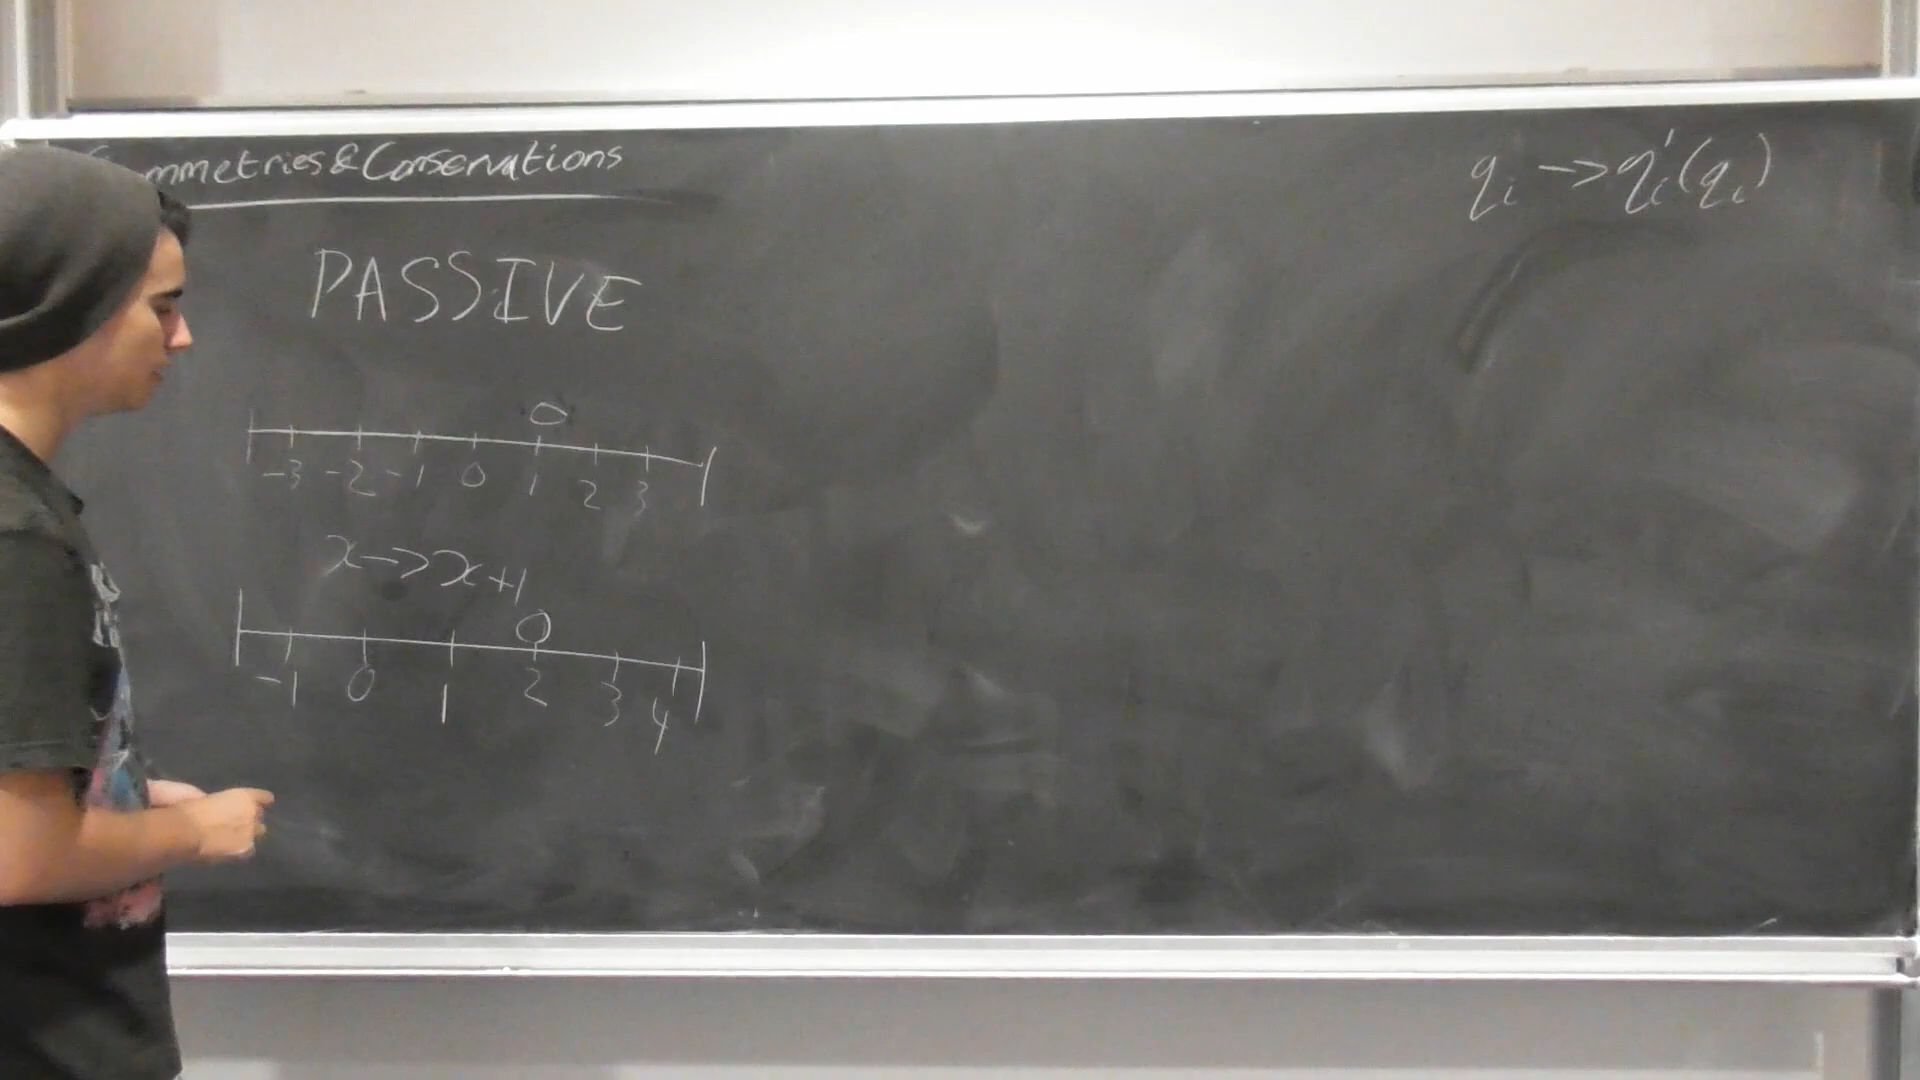 mmetries & Conservations
qᵢ → qᵢ'(qᵢ)
PASSIVE
-3 -2 -1 0 1 2 3
x → x + 1
-1 0 1 2 3 4